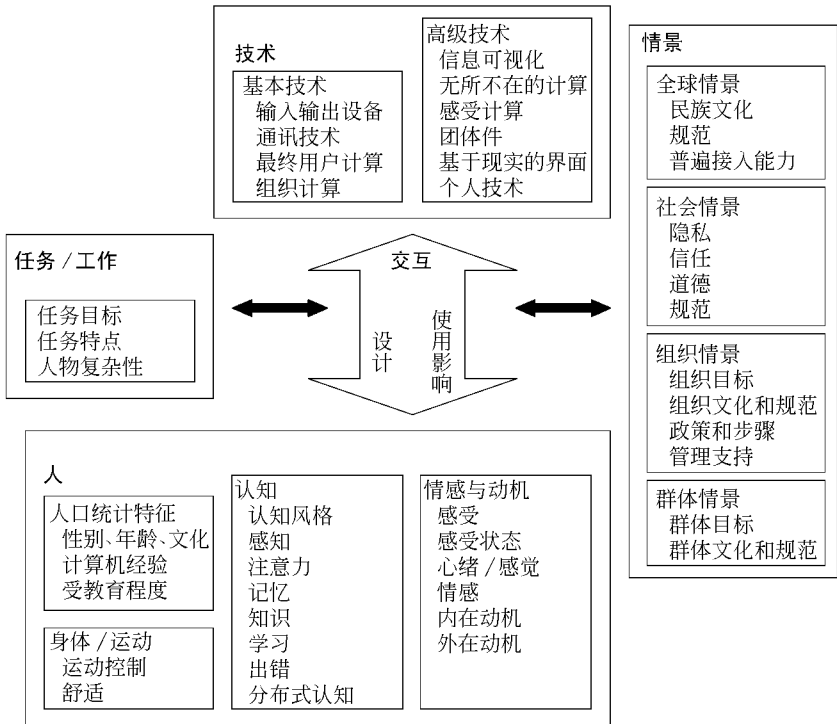 技术
基本技术
输入输出设备
通讯技术
最终用户计算
组织计算
高级技术
信息可视化
无所不在的计算
感受计算
团体件
基于现实的界面
个人技术
情景
全球情景
民族文化
规范
普遍接入能力
社会情景
隐私
信任
道德
规范
组织情景
组织目标
组织文化和规范
政策和步骤
管理支持
群体情景
群体目标
群体文化和规范
任务/工作
任务目标
任务特点
人物复杂性
交互
设计
使用影响
人
人口统计特征
性别、年龄、文化
计算机经验
受教育程度
身体/运动
运动控制
舒适
认知
认知风格
感知
注意力
记忆
知识
学习
出错
分布式认知
情感与动机
感受
感受状态
心绪/感觉
情感
内在动机
外在动机